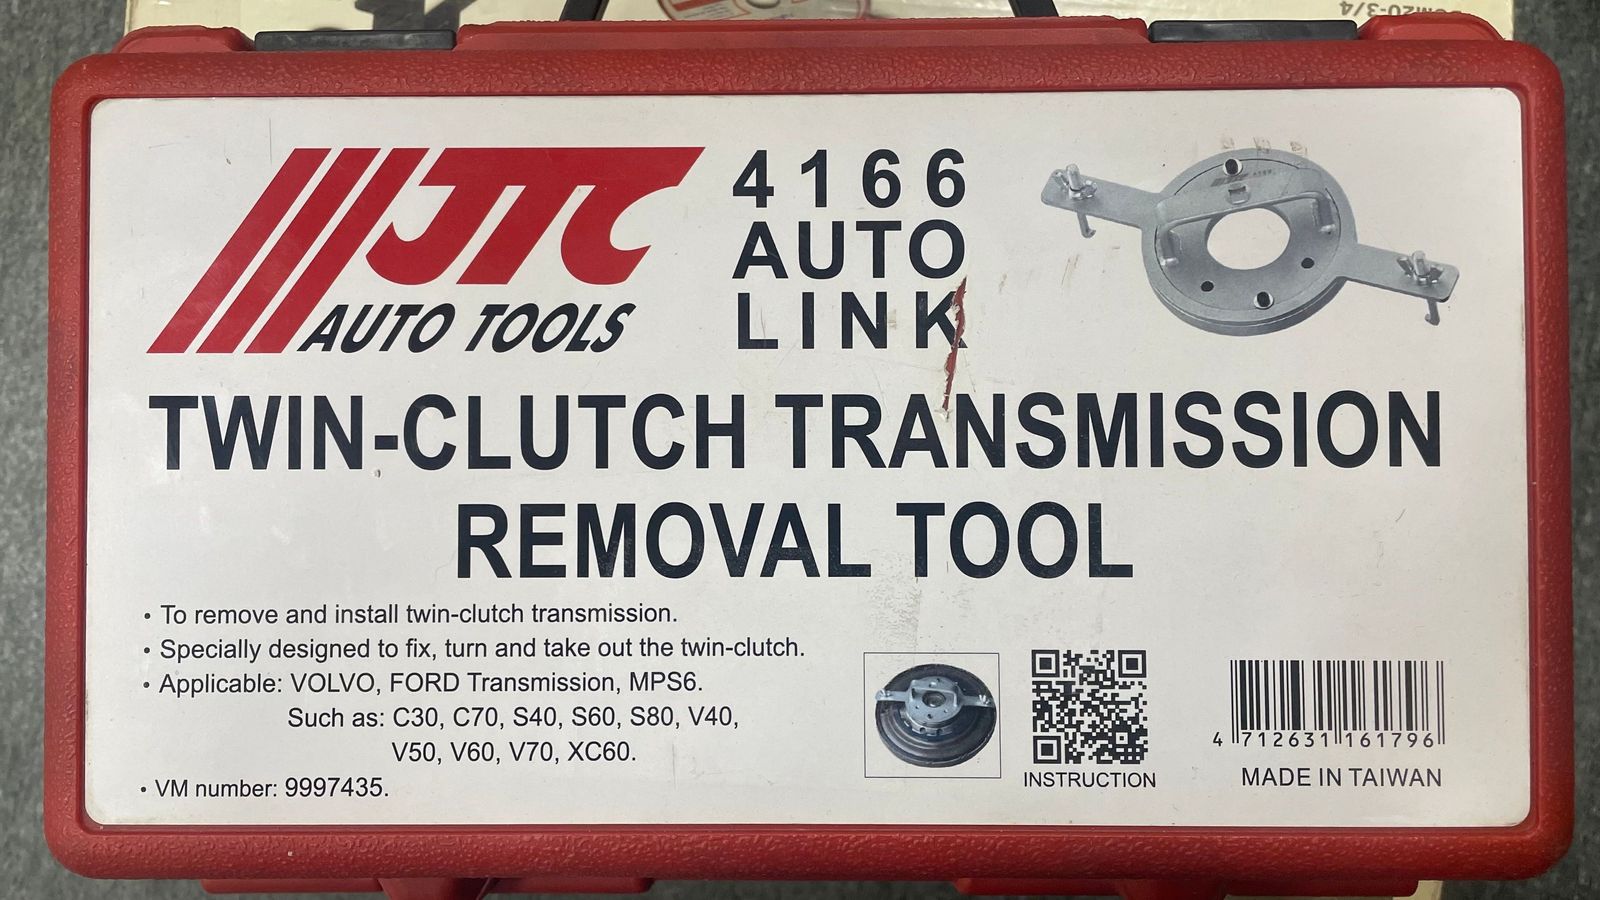 JTC
AUTO TOOLS
4166
AUTO
LINK
TWIN-CLUTCH TRANSMISSION
REMOVAL TOOL
• To remove and install twin-clutch transmission.
• Specially designed to fix, turn and take out the twin-clutch.
• Applicable: VOLVO, FORD Transmission, MPS6.
Such as: C30, C70, S40, S60, S80, V40,
V50, V60, V70, XC60.
• VM number: 9997435.
INSTRUCTION
4 712631 161796
MADE IN TAIWAN